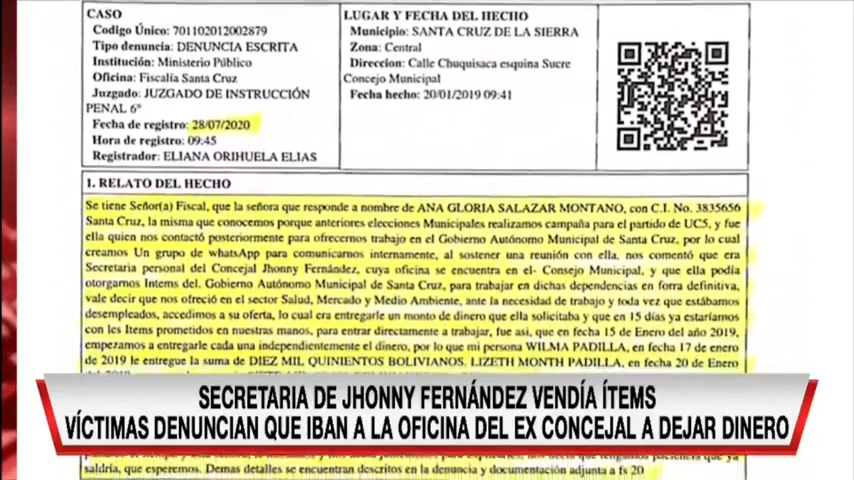 CASO
Código Único: 701102012002879
Tipo denuncia: DENUNCIA ESCRITA
Institución: Ministerio Público
Oficina: Fiscalía Santa Cruz
Juzgado: JUZGADO DE INSTRUCCIÓN
PENAL 6º
Fecha de registro: 28/07/2020
Hora de registro: 09:45
Registrador: ELIANA ORIHUELA ELIAS
LUGAR Y FECHA DEL HECHO
Municipio: SANTA CRUZ DE LA SIERRA
Zona: Central
Direccion: Calle Chuquisaca esquina Sucre
Concejo Municipal
Fecha hecho: 20/01/2019 09:41
1. RELATO DEL HECHO
Se tiene Señor(a) Fiscal, que la señora que responde a nombre de ANA GLORIA SALAZAR MONTANO, con C.I. No. 3835656
Santa Cruz, la misma que conocemos porque anteriores elecciones Municipales realizamos campaña para el partido de UCS, y fue
ella quien nos contactó posteriormente para ofrecernos trabajo en el Gobierno Autónomo Municipal de Santa Cruz, por lo cual
creamos Un grupo de whatsApp para comunicarnos internamente, al sostener una reunión con ella, nos comentó que era
Secretaria personal del Concejal Jhonny Fernández, cuya oficina se encuentra en el- Consejo Municipal, y que ella podía
otorgarnos Intems del. Gobierno Autónomo Municipal de Santa Cruz, para trabajar en dichas dependencias en forra definitiva,
vale decir que nos ofreció en el sector Salud, Mercado y Medio Ambiente, ante la necesidad de trabajo y toda vez que estábamos
desempleados, accedimos a su oferta, lo cual era entregarle un monto de dinero que ella solicitaba y que en 15 días ya estaríamos
con les Items prometidos en nuestras manos, para entrar directamente a trabajar, fue asi, que en fecha 15 de Enero del año 2019,
empezamos a entregarle cada una independientemente el dinero, por lo que mi persona WILMA PADILLA, en fecha 17 de enero
de 2019 le entregue la suma de DIEZ MIL QUINIENTOS BOLIVIANOS, LIZETH MONTH PADILLA, en fecha 20 de Enero
SECRETARIA DE JHONNY FERNÁNDEZ VENDÍA ÍTEMS
VÍCTIMAS DENUNCIAN QUE IBAN A LA OFICINA DEL EX CONCEJAL A DEJAR DINERO
saldría, que esperemos. Demas detalles se encuentran descritos en la denuncia y documentación adjunta a fs 20